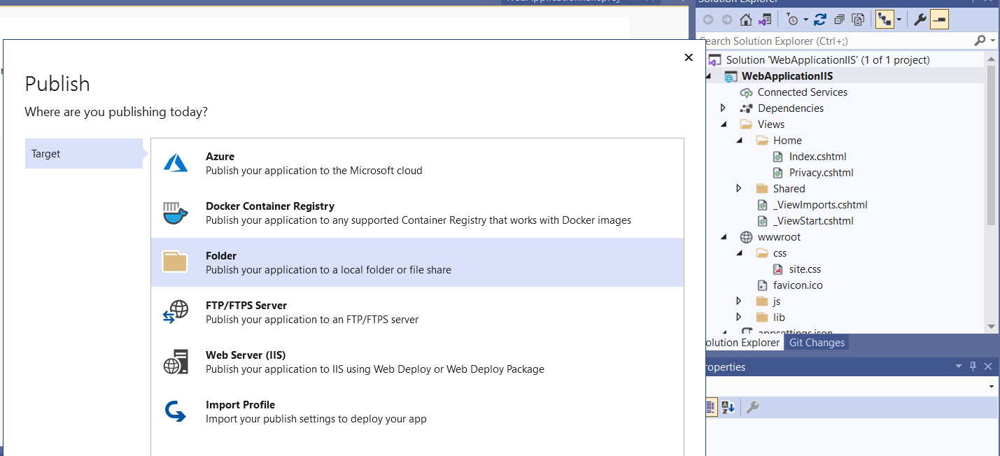 Solution Explorer
Search Solution Explorer (Ctrl+;)
Publish
Where are you publishing today?
Target
Azure
Publish your application to the Microsoft cloud
Docker Container Registry
Publish your application to any supported Container Registry that works with Docker images
Folder
Publish your application to a local folder or file share
FTP/FTPS Server
Publish your application to an FTP/FTPS server
Web Server (IIS)
Publish your application to IIS using Web Deploy or Web Deploy Package
Import Profile
Import your publish settings to deploy your app
Solution 'WebApplicationIIS' (1 of 1 project)
WebApplicationIIS
Connected Services
Dependencies
Views
Home
Index.cshtml
Privacy.cshtml
Shared
_ViewImports.cshtml
_ViewStart.cshtml
wwwroot
css
site.css
favicon.ico
js
lib
appsettings.json
olution Explorer
Git Changes
roperties